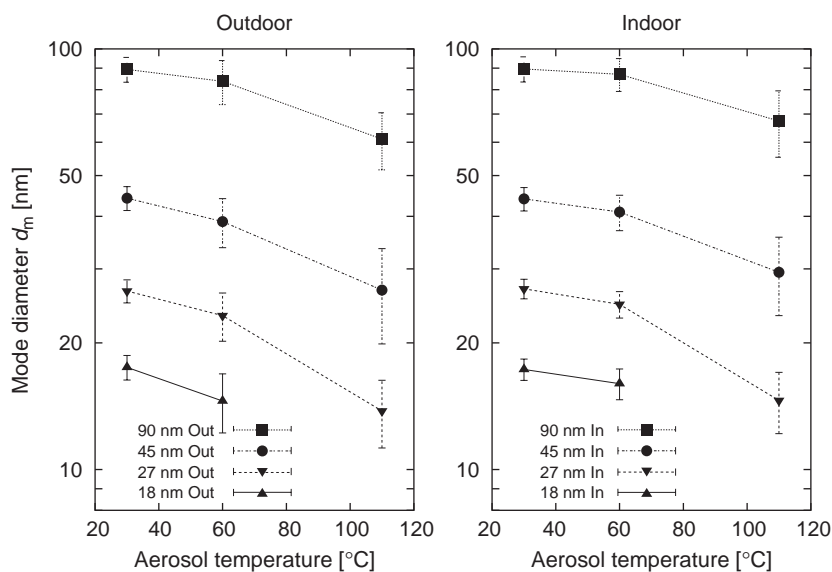 Outdoor
Indoor
Mode diameter dm [nm]
100
50
20
10
90 nm Out
45 nm Out
27 nm Out
18 nm Out
20 40 60 80 100 120
Aerosol temperature [°C]
100
50
20
10
90 nm In
45 nm In
27 nm In
18 nm In
20 40 60 80 100 120
Aerosol temperature [°C]